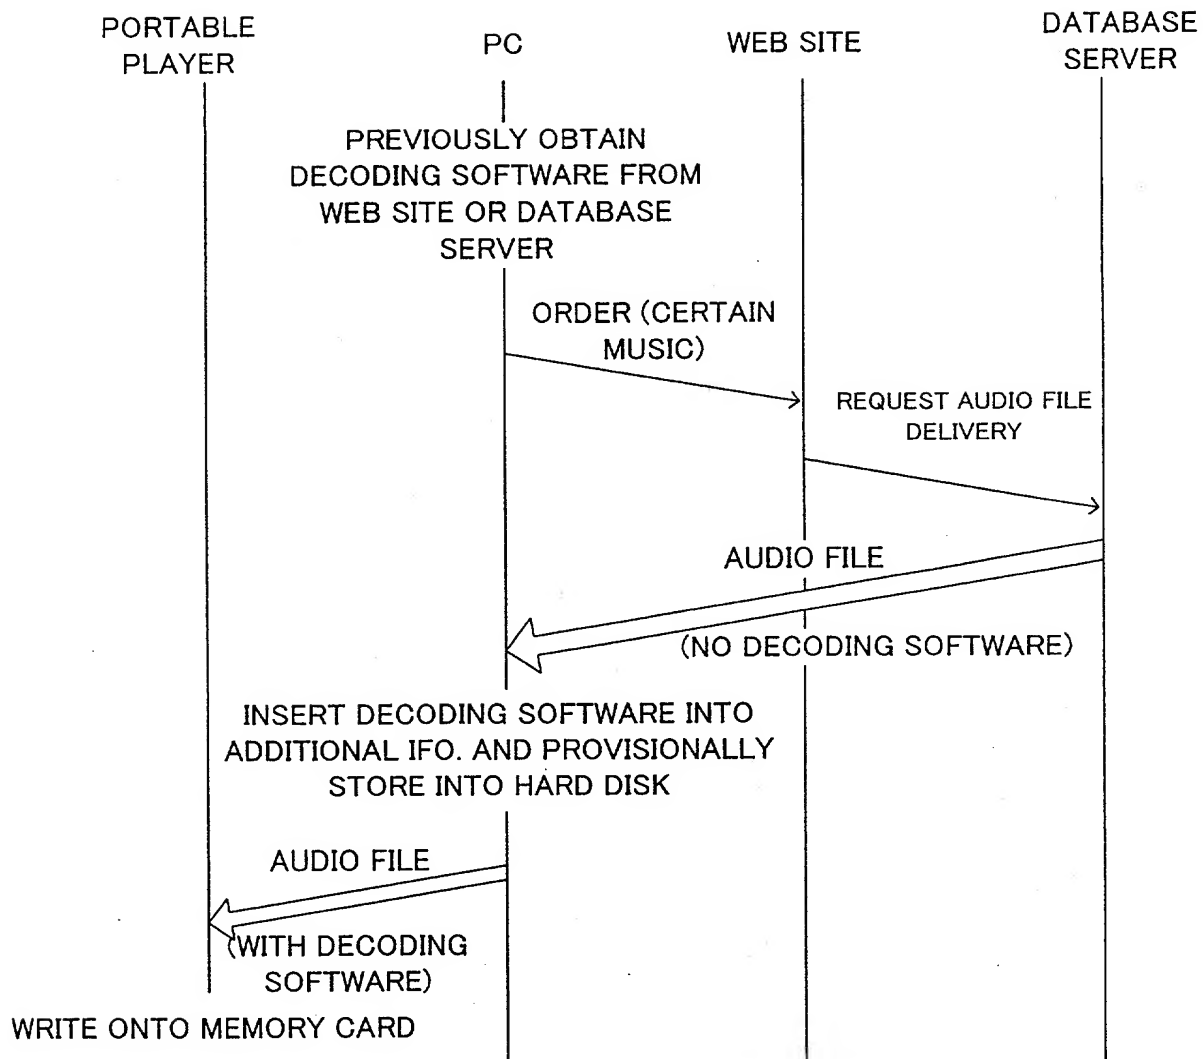 PORTABLE
PLAYER
PC
WEB SITE
DATABASE
SERVER
PREVIOUSLY OBTAIN
DECODING SOFTWARE FROM
WEB SITE OR DATABASE
SERVER
ORDER (CERTAIN
MUSIC)
REQUEST AUDIO FILE
DELIVERY
AUDIO FILE
(NO DECODING SOFTWARE)
INSERT DECODING SOFTWARE INTO
ADDITIONAL IFO. AND PROVISIONALLY
STORE INTO HARD DISK
AUDIO FILE
(WITH DECODING
SOFTWARE)
WRITE ONTO MEMORY CARD